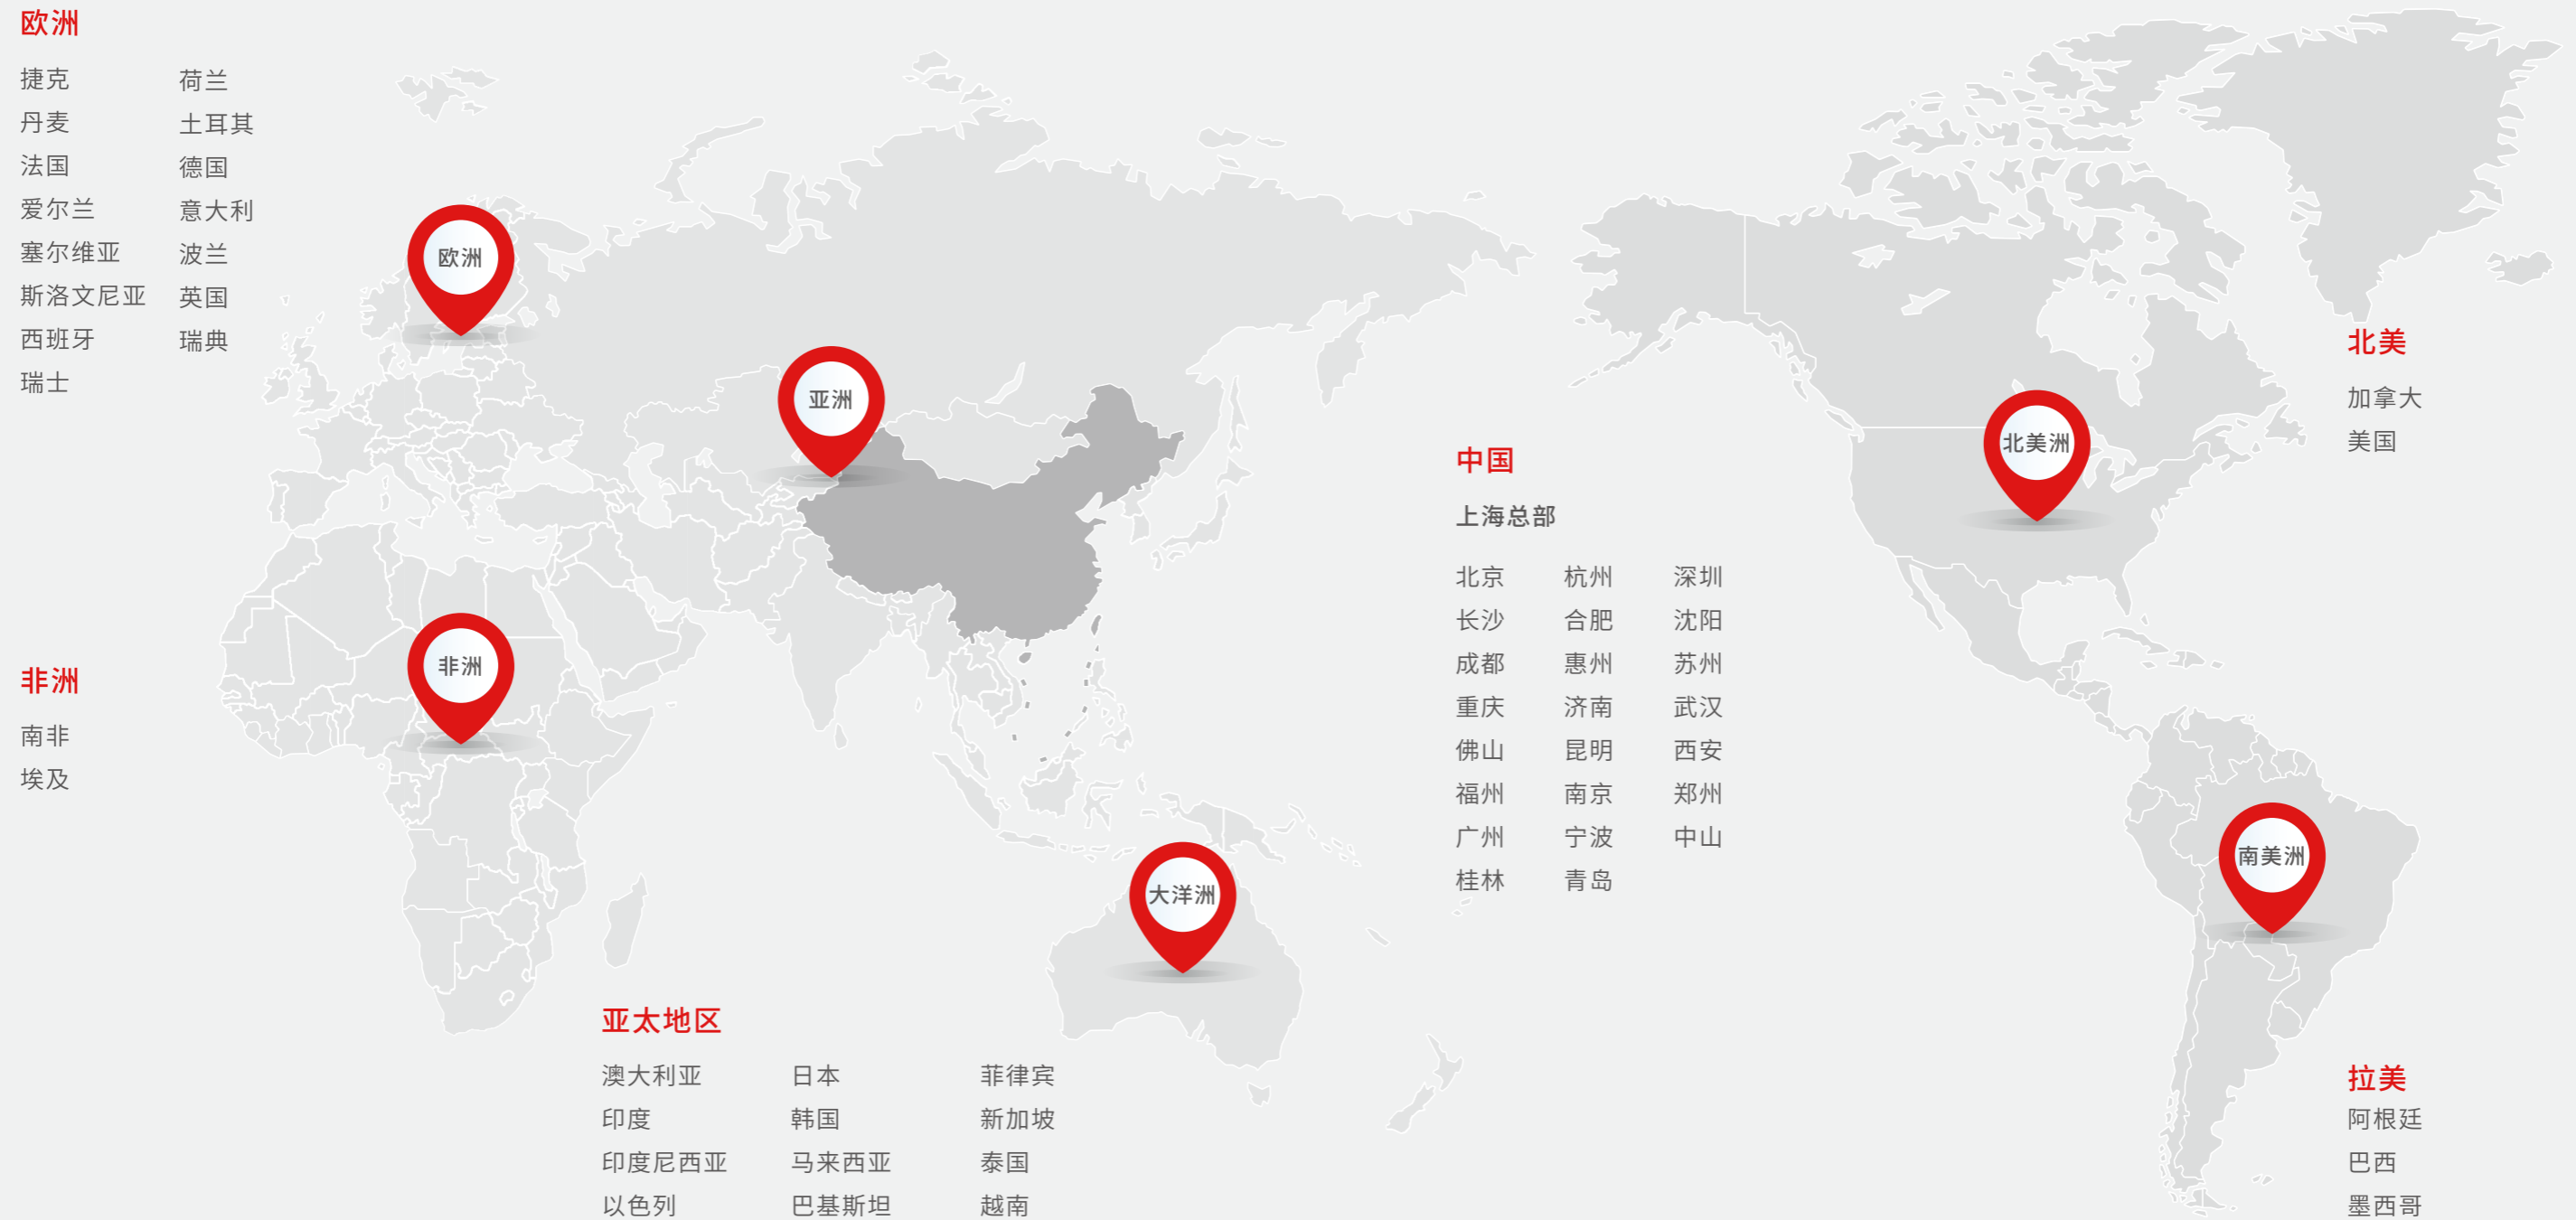 欧洲
捷克 荷兰
丹麦 土耳其
法国 德国
爱尔兰 意大利
塞尔维亚 波兰
斯洛文尼亚 英国
西班牙 瑞典
瑞士
欧洲
亚洲
北美洲
北美
加拿大
美国
中国
上海总部
北京 杭州 深圳
长沙 合肥 沈阳
成都 惠州 苏州
重庆 济南 武汉
佛山 昆明 西安
福州 南京 郑州
广州 宁波 中山
桂林 青岛
非洲
非洲
南非
埃及
大洋洲
南美洲
亚太地区
澳大利亚 日本 菲律宾
印度 韩国 新加坡
印度尼西亚 马来西亚 泰国
以色列 巴基斯坦 越南
拉美
阿根廷
巴西
墨西哥